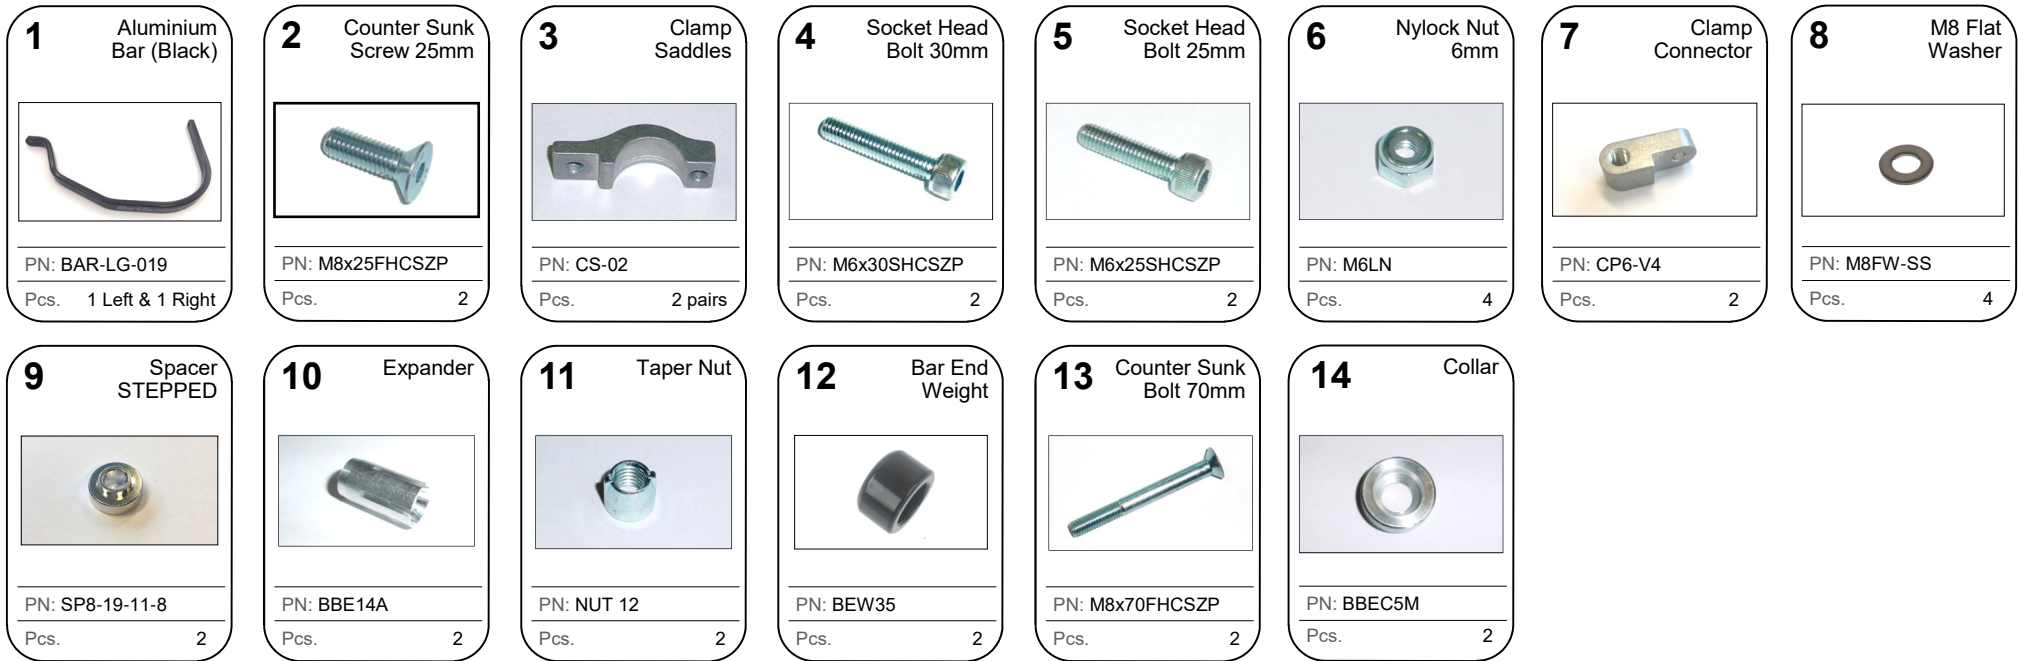 1
Aluminium
Bar (Black)
PN: BAR-LG-019
Pcs. 1 Left & 1 Right
2
Counter Sunk
Screw 25mm
PN: M8x25FHCSZP
Pcs. 2
3
Clamp
Saddles
PN: CS-02
Pcs. 2 pairs
4
Socket Head
Bolt 30mm
PN: M6x30SHCSZP
Pcs. 2
5
Socket Head
Bolt 25mm
PN: M6x25SHCSZP
Pcs. 2
6
Nylock Nut
6mm
PN: M6LN
Pcs. 4
7
Clamp
Connector
PN: CP6-V4
Pcs. 2
8
M8 Flat
Washer
PN: M8FW-SS
Pcs. 4
9
Spacer
STEPPED
PN: SP8-19-11-8
Pcs. 2
10
Expander
PN: BBE14A
Pcs. 2
11
Taper Nut
PN: NUT 12
Pcs. 2
12
Bar End
Weight
PN: BEW35
Pcs. 2
13
Counter Sunk
Bolt 70mm
PN: M8x70FHCSZP
Pcs. 2
14
Collar
PN: BBEC5M
Pcs. 2